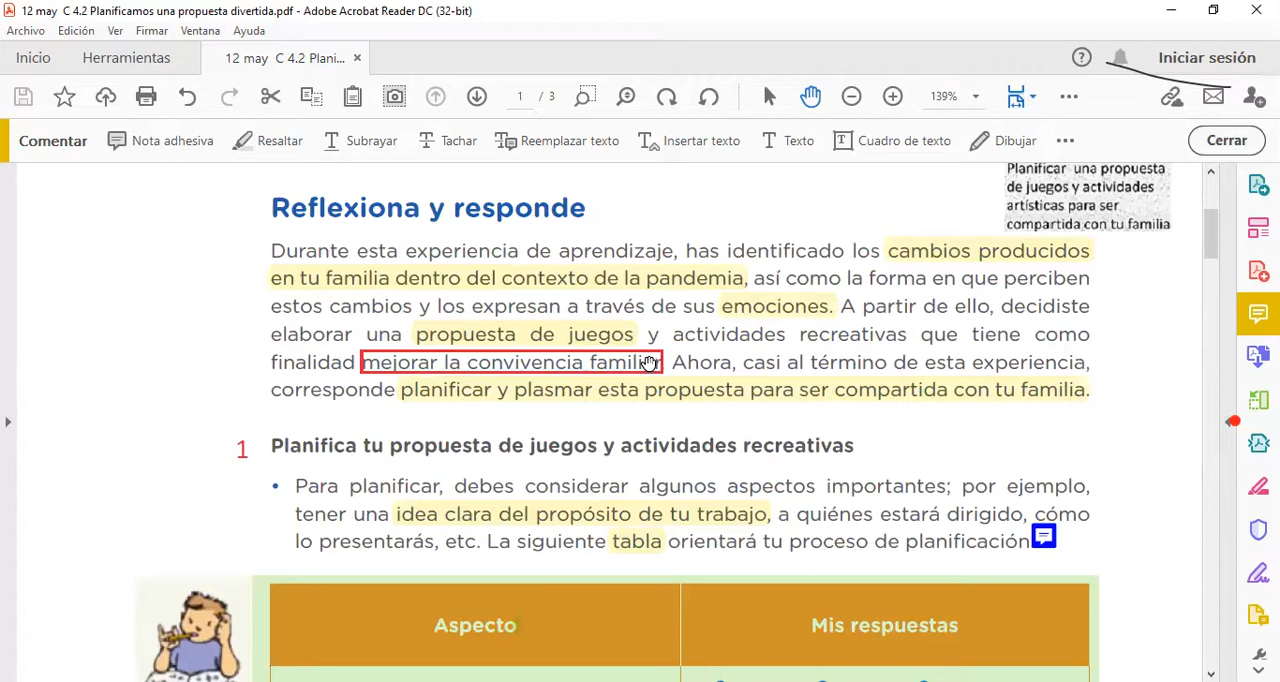 12 may  C 4.2 Planificamos una propuesta divertida.pdf - Adobe Acrobat Reader DC (32-bit)
Archivo Edición Ver Firmar Ventana Ayuda
Inicio Herramientas 12 may  C 4.2 Plani... Iniciar sesión
1 / 3 139%
Comentar Nota adhesiva Resaltar Subrayar Tachar Reemplazar texto Insertar texto Texto Cuadro de texto Dibujar Cerrar
Planificar una propuesta
de juegos y actividades
artísticas para ser
compartida con tu familia
Reflexiona y responde
Durante esta experiencia de aprendizaje, has identificado los cambios producidos
en tu familia dentro del contexto de la pandemia, así como la forma en que perciben
estos cambios y los expresan a través de sus emociones. A partir de ello, decidiste
elaborar una propuesta de juegos y actividades recreativas que tiene como
finalidad mejorar la convivencia familiar. Ahora, casi al término de esta experiencia,
corresponde planificar y plasmar esta propuesta para ser compartida con tu familia.
1 Planifica tu propuesta de juegos y actividades recreativas
• Para planificar, debes considerar algunos aspectos importantes; por ejemplo,
tener una idea clara del propósito de tu trabajo, a quiénes estará dirigido, cómo
lo presentarás, etc. La siguiente tabla orientará tu proceso de planificación
Aspecto Mis respuestas